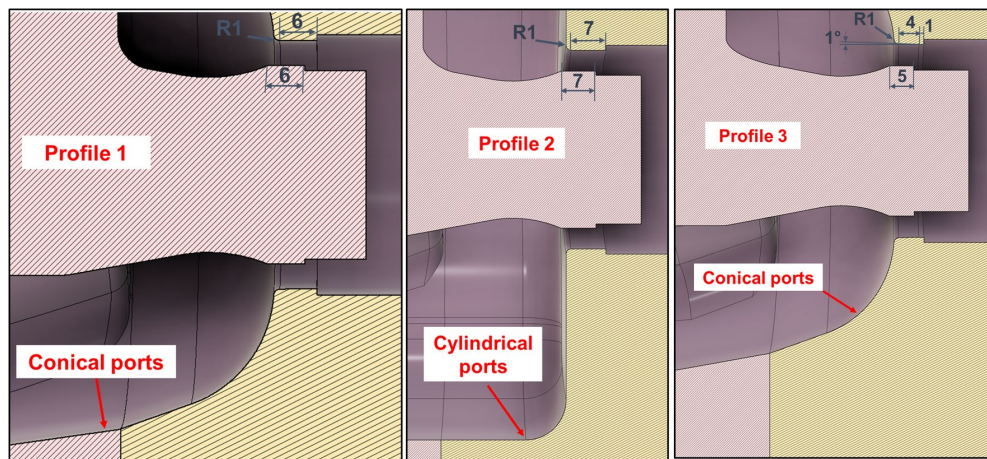 R1
6
6
Profile 1
Conical ports
R1
7
7
Profile 2
Cylindrical
ports
R1
4
1
1°
5
Profile 3
Conical ports